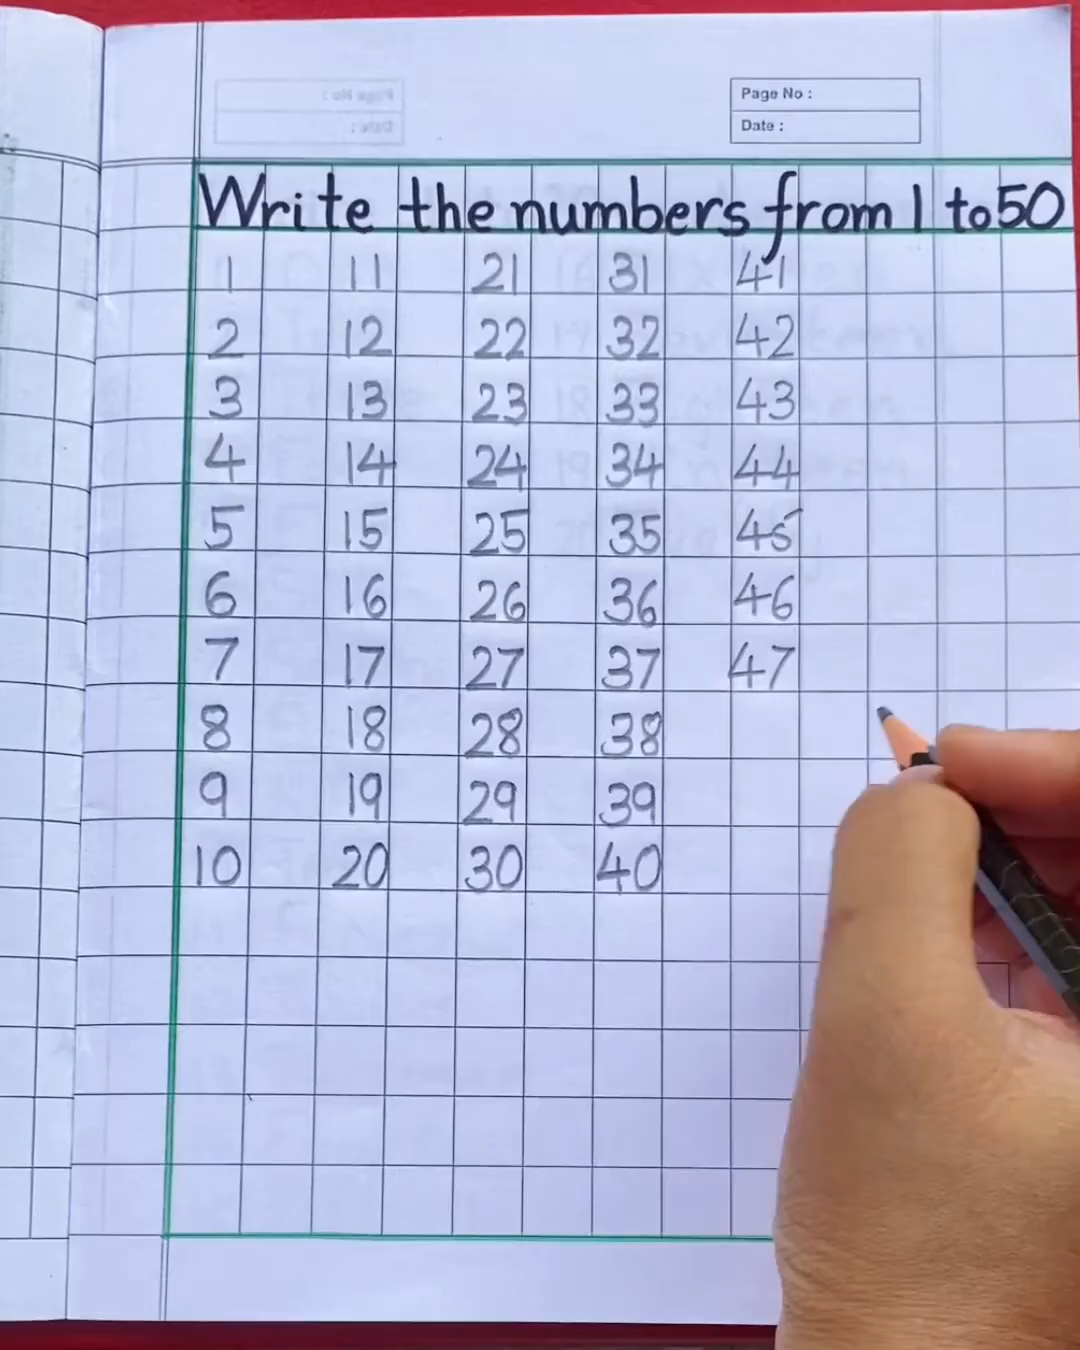 Page No :
Date :
Write the numbers from 1 to 50
1 11 21 31 41
2 12 22 32 42
3 13 23 33 43
4 14 24 34 44
5 15 25 35 45
6 16 26 36 46
7 17 27 37 47
8 18 28 38
9 19 29 39
10 20 30 40